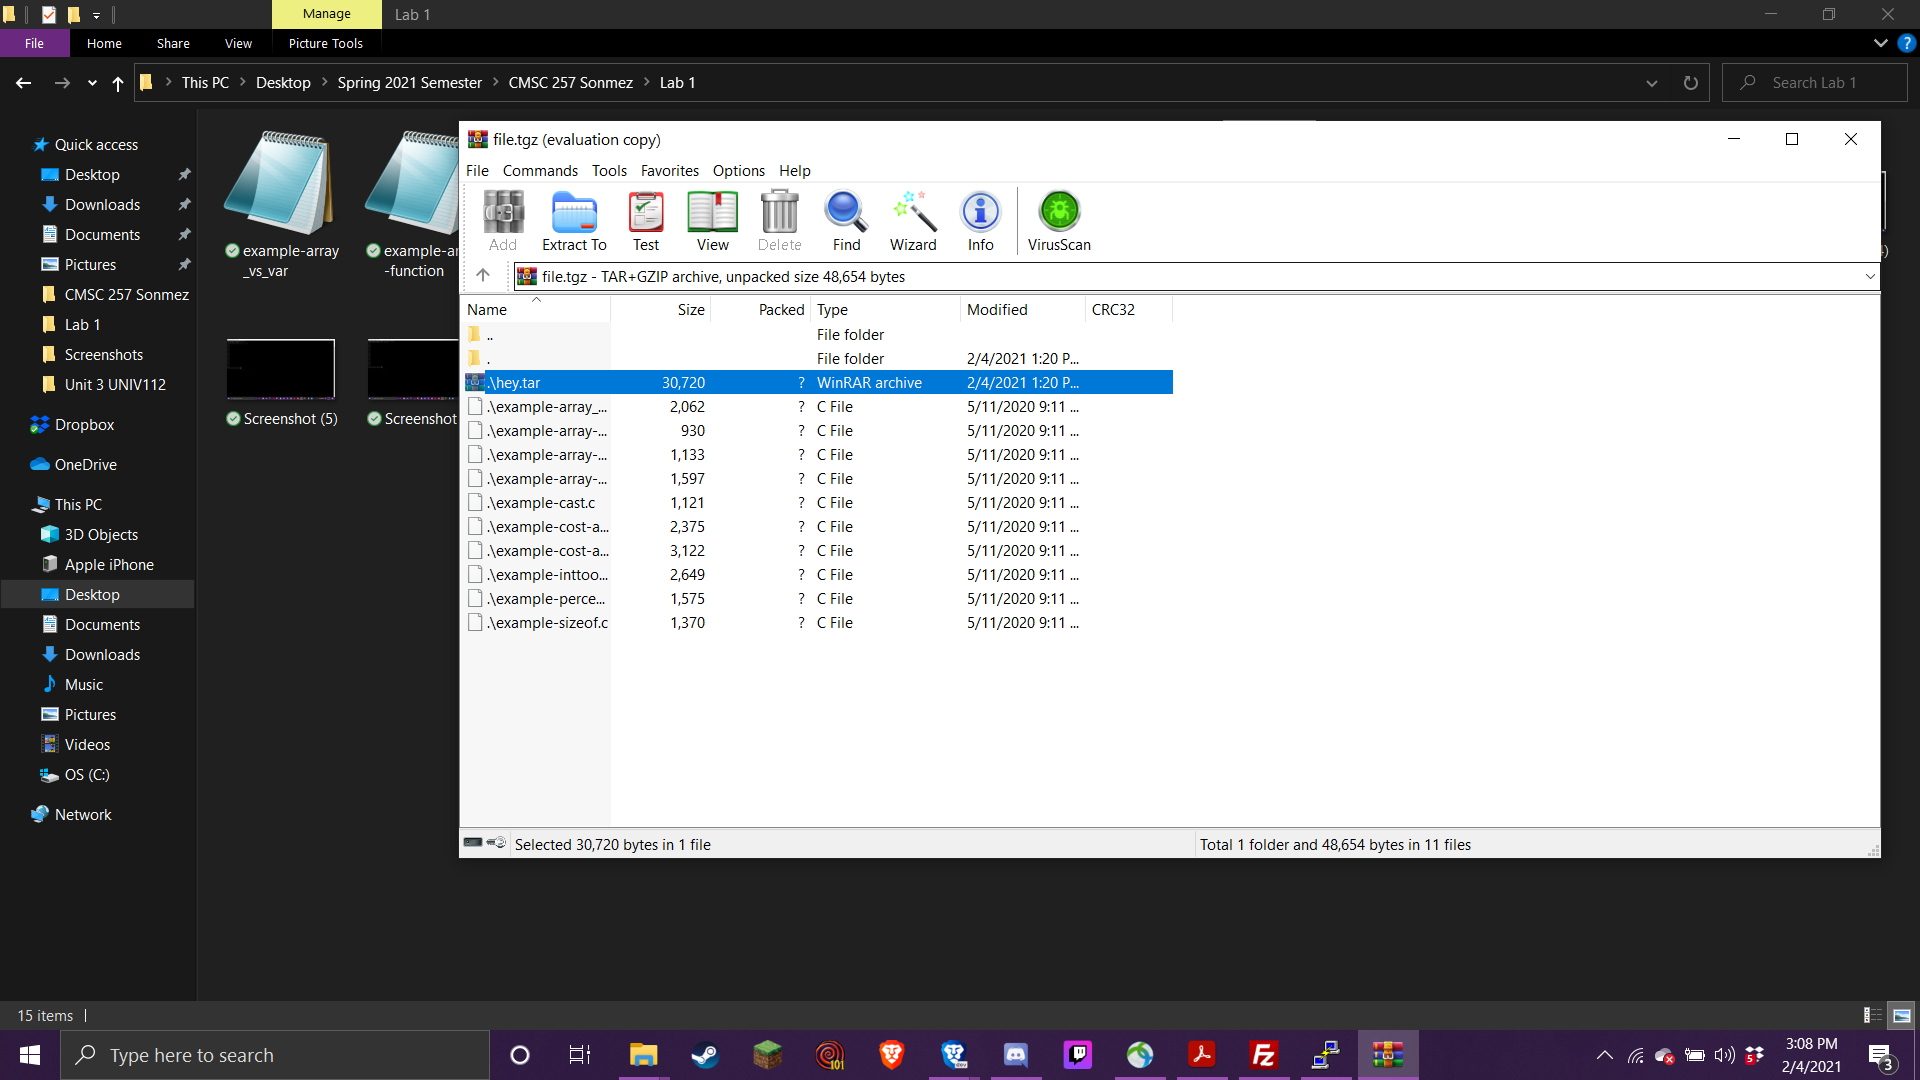 Manage
Lab 1
File
Home
Share
View
Picture Tools
This PC
Desktop
Spring 2021 Semester
CMSC 257 Sonmez
Lab 1
Search Lab 1
Quick access
Desktop
Downloads
Documents
Pictures
CMSC 257 Sonmez
Lab 1
Screenshots
Unit 3 UNIV112
Dropbox
OneDrive
This PC
3D Objects
Apple iPhone
Desktop
Documents
Downloads
Music
Pictures
Videos
OS (C:)
Network
example-array
_vs_var
example-ar
-function
Screenshot (5)
Screenshot
file.tgz (evaluation copy)
File Commands Tools Favorites Options Help
Add Extract To Test View Delete Find Wizard Info VirusScan
file.tgz - TAR+GZIP archive, unpacked size 48,654 bytes
Name Size Packed Type Modified CRC32
.. File folder
. File folder 2/4/2021 1:20 P...
.\hey.tar 30,720 ? WinRAR archive 2/4/2021 1:20 P...
.\example-array_... 2,062 ? C File 5/11/2020 9:11 ...
.\example-array-... 930 ? C File 5/11/2020 9:11 ...
.\example-array-... 1,133 ? C File 5/11/2020 9:11 ...
.\example-array-... 1,597 ? C File 5/11/2020 9:11 ...
.\example-cast.c 1,121 ? C File 5/11/2020 9:11 ...
.\example-cost-a... 2,375 ? C File 5/11/2020 9:11 ...
.\example-cost-a... 3,122 ? C File 5/11/2020 9:11 ...
.\example-inttoo... 2,649 ? C File 5/11/2020 9:11 ...
.\example-perce... 1,575 ? C File 5/11/2020 9:11 ...
.\example-sizeof.c 1,370 ? C File 5/11/2020 9:11 ...
Selected 30,720 bytes in 1 file
Total 1 folder and 48,654 bytes in 11 files
15 items
Type here to search
101
dev
FZ
5
3:08 PM
2/4/2021
3